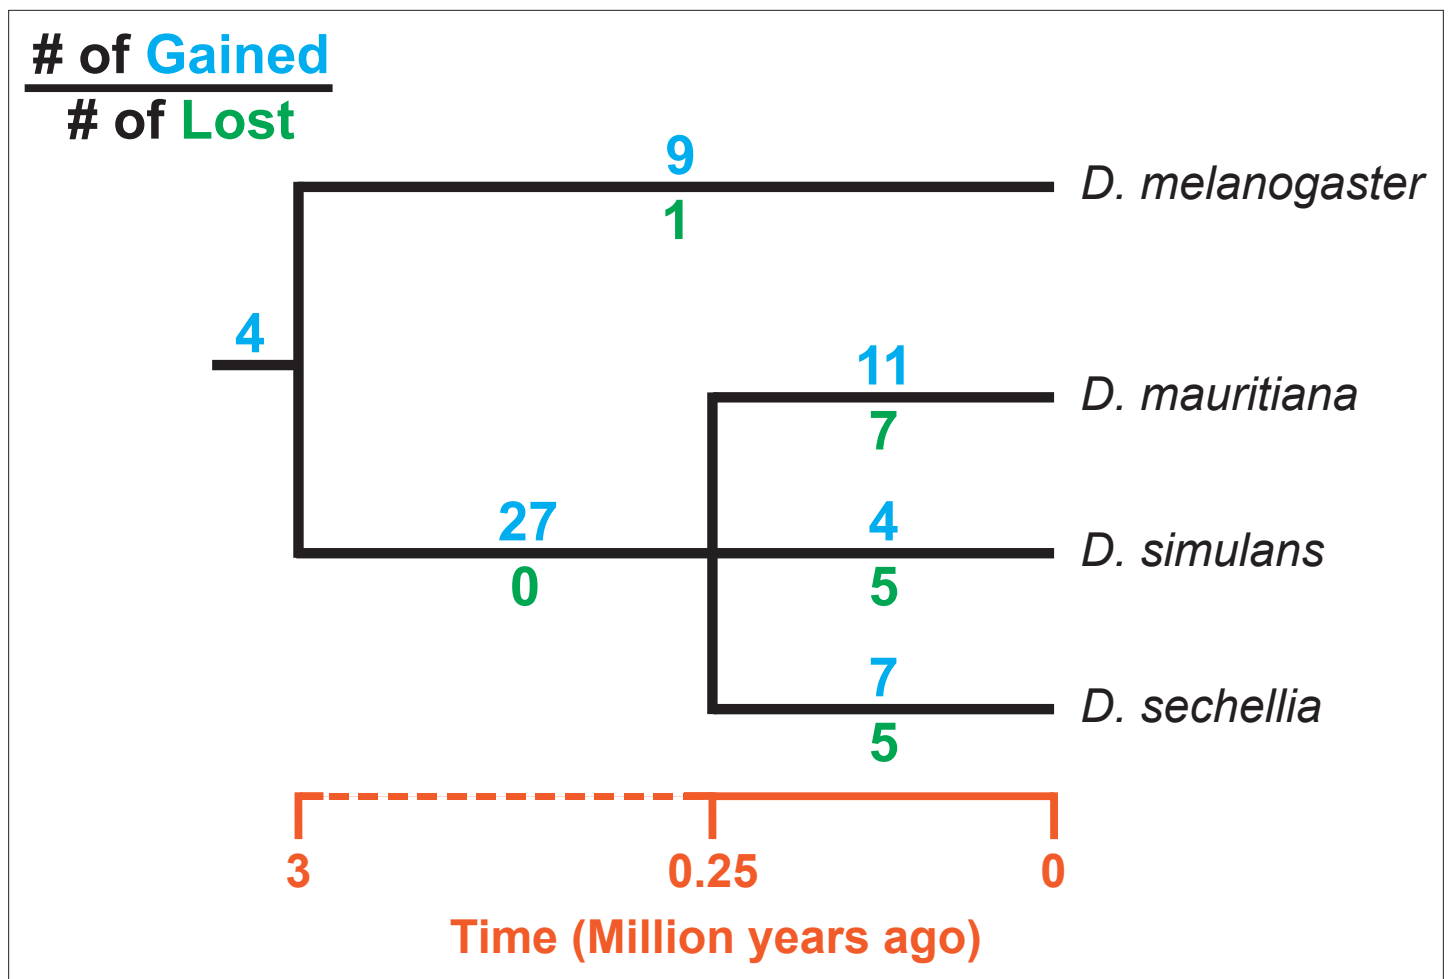 # of Gained
# of Lost
9
D. melanogaster
1
4
11
D. mauritiana
7
27
4
D. simulans
0
5
7
D. sechellia
5
3 0.25 0
Time (Million years ago)